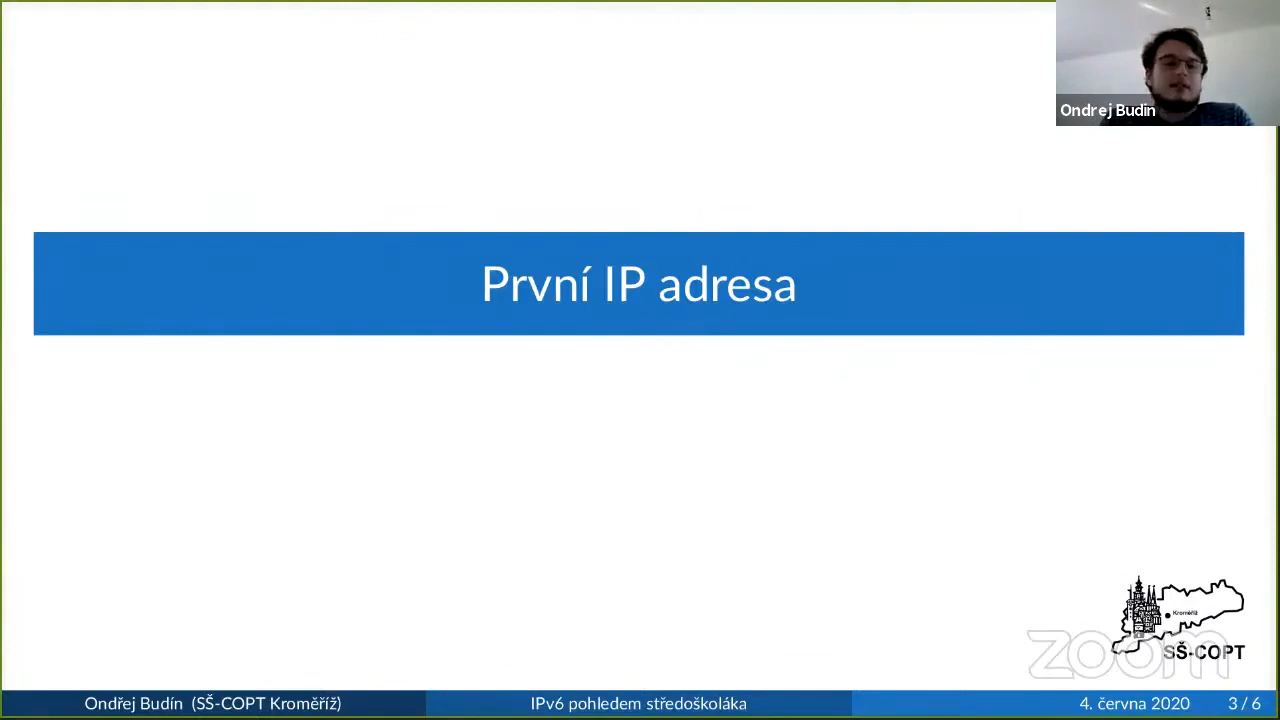 Ondrej Budin
První IP adresa
Kroměříž
SŠ-COPT
zoom
Ondřej Budín (SŠ-COPT Kroměříž)
IPv6 pohledem středoškoláka
4. června 2020
3 / 6